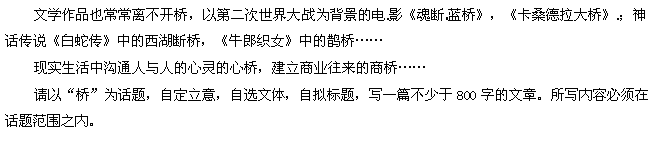 文学作品也常常离不开桥，以第二次世界大战为背景的电.影《魂断.蓝桥》，《卡桑德拉大桥》.；神
话传说《白蛇传》中的西湖断桥，《牛郎织女》中的鹊桥……
现实生活中沟通人与人的心灵的心桥，建立商业往来的商桥……
请以“桥”为话题，自定立意，自选文体，自拟标题，写一篇不少于 800 字的文章。所写内容必须在
话题范围之内。